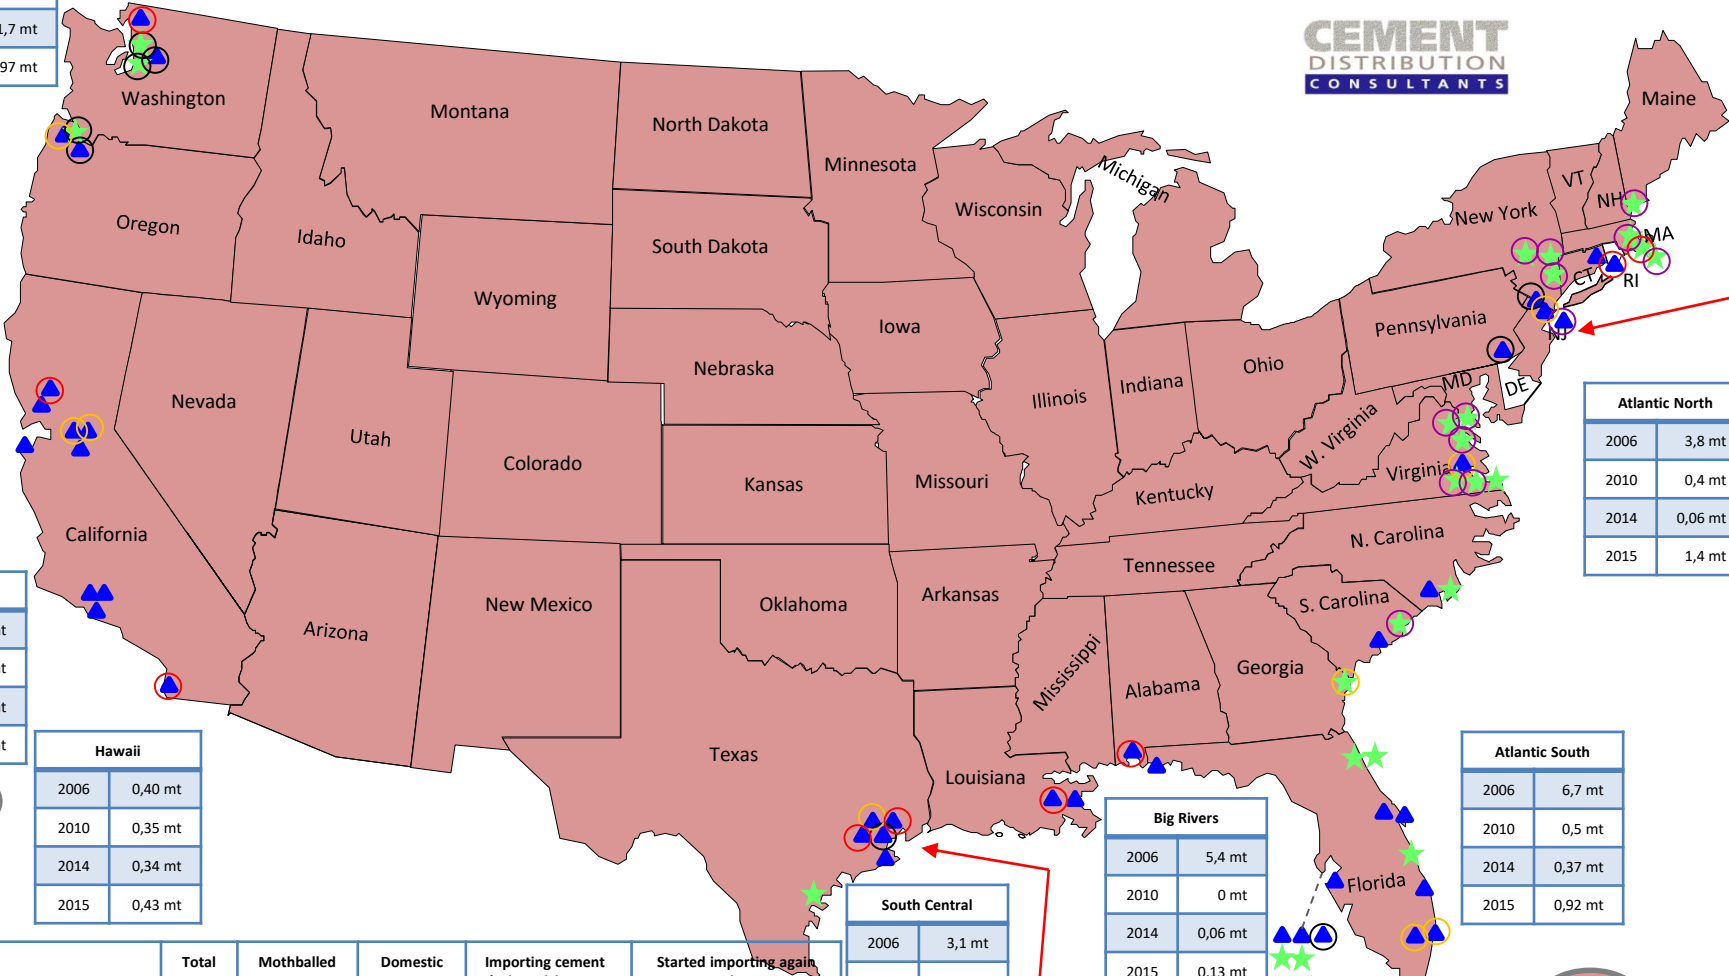 1,7 mt
97 mt
CEMENT
DISTRIBUTION
CONSULTANTS
Washington
Montana
North Dakota
Minnesota
Michigan
Maine
Oregon
Idaho
South Dakota
Wisconsin
New York
VT
NH
MA
Wyoming
Iowa
Pennsylvania
CT
RI
NJ
Nevada
Utah
Nebraska
Illinois
Indiana
Ohio
MD
DE
Colorado
Kansas
Missouri
W. Virginia
Virginia
Kentucky
California
Arizona
New Mexico
Oklahoma
Arkansas
Tennessee
N. Carolina
S. Carolina
Texas
Louisiana
Mississippi
Alabama
Georgia
Florida
Atlantic North
2006 3,8 mt
2010 0,4 mt
2014 0,06 mt
2015 1,4 mt
Hawaii
2006 0,40 mt
2010 0,35 mt
2014 0,34 mt
2015 0,43 mt
Atlantic South
2006 6,7 mt
2010 0,5 mt
2014 0,37 mt
2015 0,92 mt
Big Rivers
2006 5,4 mt
2010 0 mt
2014 0,06 mt
2015 0,13 mt
South Central
2006 3,1 mt
Total Mothballed Domestic Importing cement Started importing again